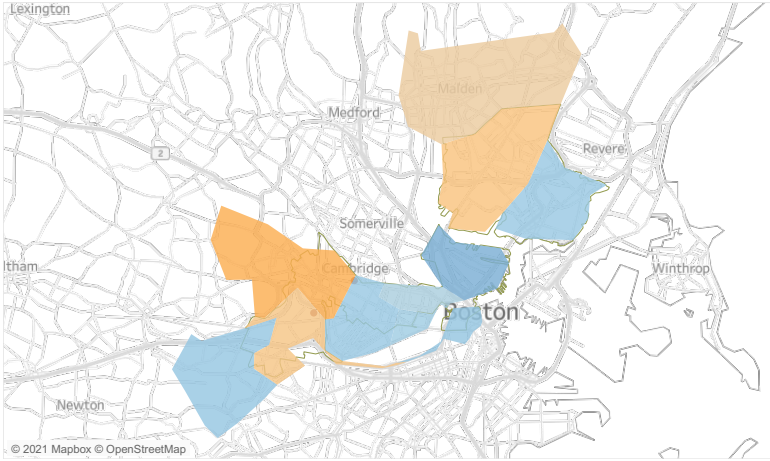 Lexington
Malden
Medford
2
Revere
Somerville
ltham
Cambridge
Winthrop
Boston
Newton
© 2021 Mapbox © OpenStreetMap